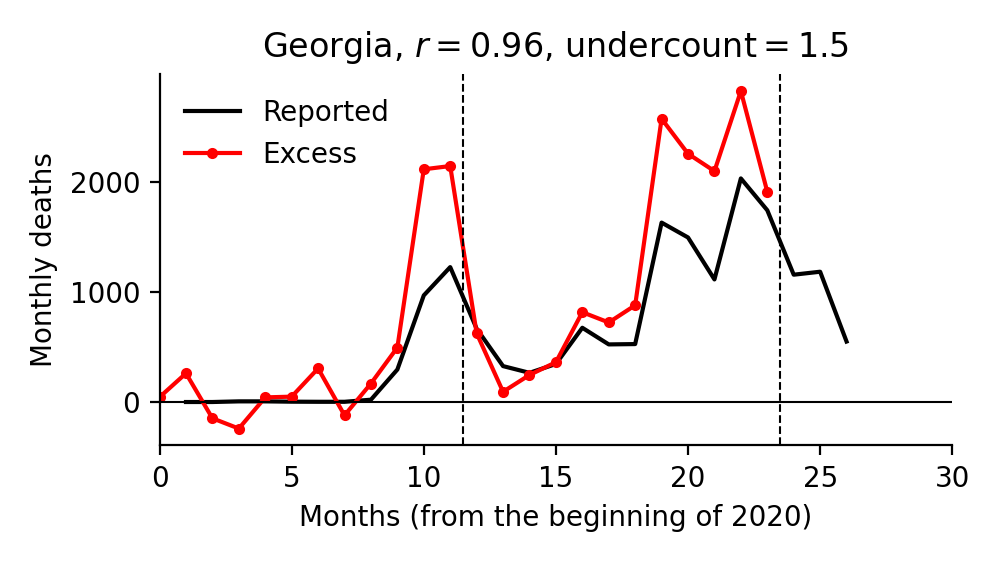 Georgia, r = 0.96, undercount = 1.5
Reported
Excess
Monthly deaths
2000
1000
0
0 5 10 15 20 25 30
Months (from the beginning of 2020)